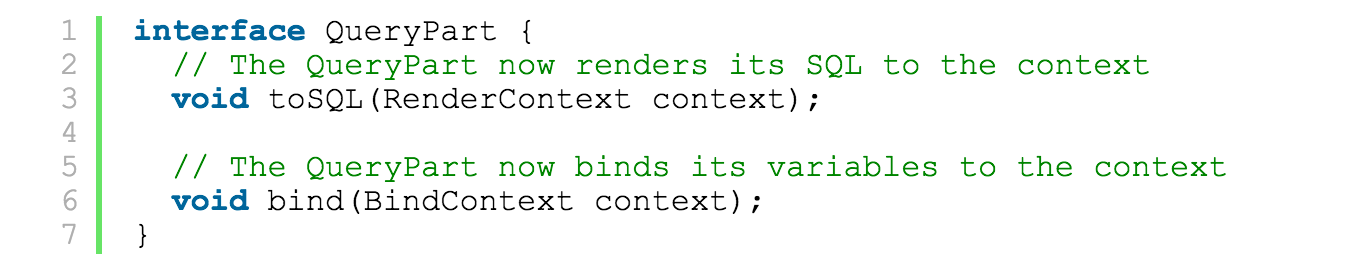 1 interface QueryPart {
2 // The QueryPart now renders its SQL to the context
3 void toSQL(RenderContext context);
4
5 // The QueryPart now binds its variables to the context
6 void bind(BindContext context);
7 }